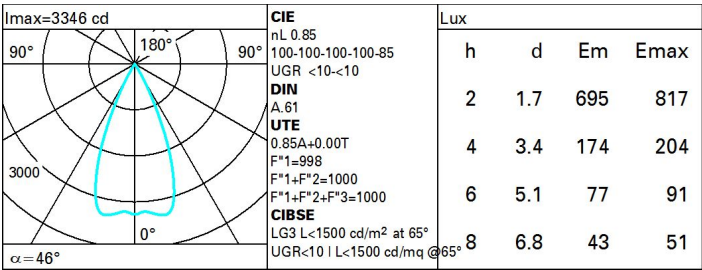 Imax=3346 cd
90°
180°
90°
3000
0°
α=46°
CIE
nL 0.85
100-100-100-100-85
UGR <10-<10
DIN
A.61
UTE
0.85A+0.00T
F"1=998
F"1+F"2=1000
F"1+F"2+F"3=1000
CIBSE
LG3 L<1500 cd/m² at 65°
UGR<10 | L<1500 cd/mq @65°
Lux
h d Em Emax
2 1.7 695 817
4 3.4 174 204
6 5.1 77 91
8 6.8 43 51